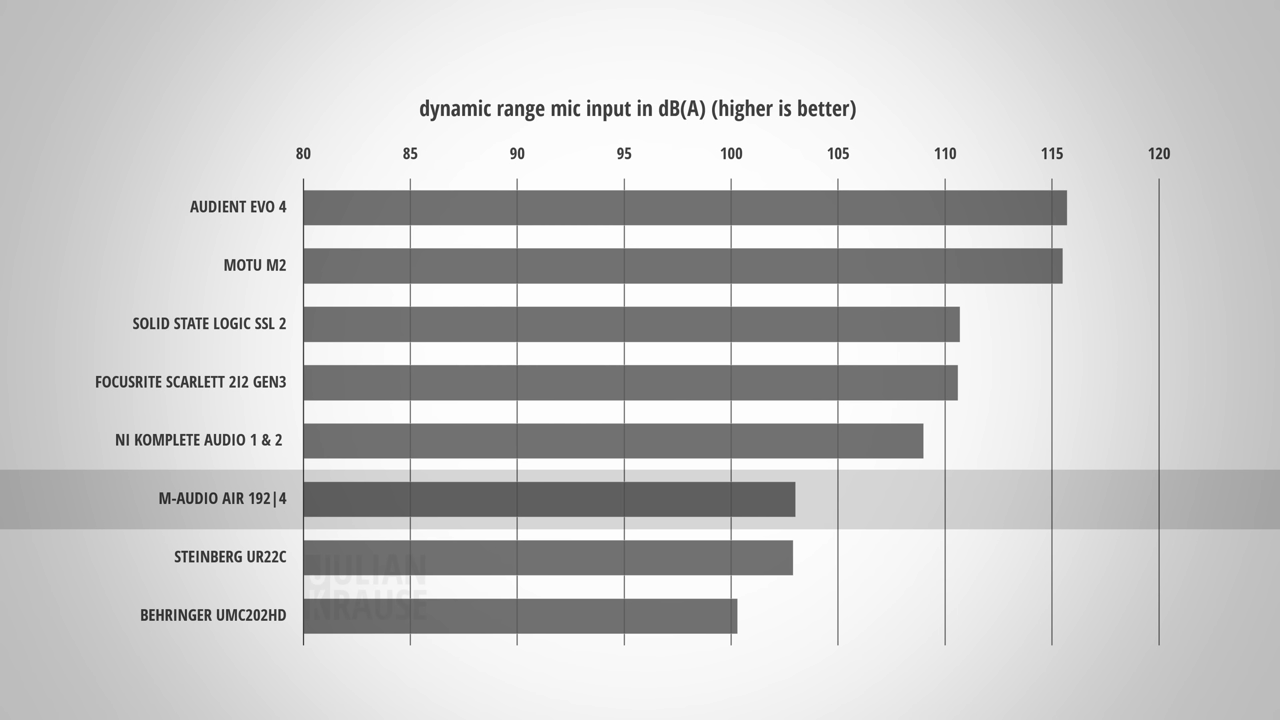 dynamic range mic input in dB(A) (higher is better)
80 85 90 95 100 105 110 115 120
AUDIENT EVO 4
MOTU M2
SOLID STATE LOGIC SSL 2
FOCUSRITE SCARLETT 2I2 GEN3
NI KOMPLETE AUDIO 1 & 2
M-AUDIO AIR 192|4
STEINBERG UR22C
BEHRINGER UMC202HD
JULIAN
KRAUSE